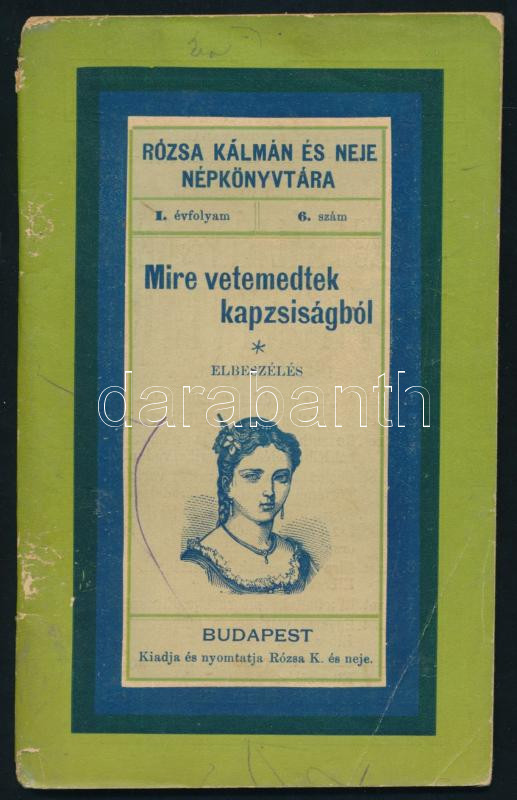 RÓZSA KÁLMÁN ÉS NEJE
NÉPKÖNYVTÁRA
I. évfolyam 6. szám
Mire vetemedtek
kapzsiságból
*
ELBESZÉLÉS
darabanth
BUDAPEST
Kiadja és nyomtatja Rózsa K. és neje.